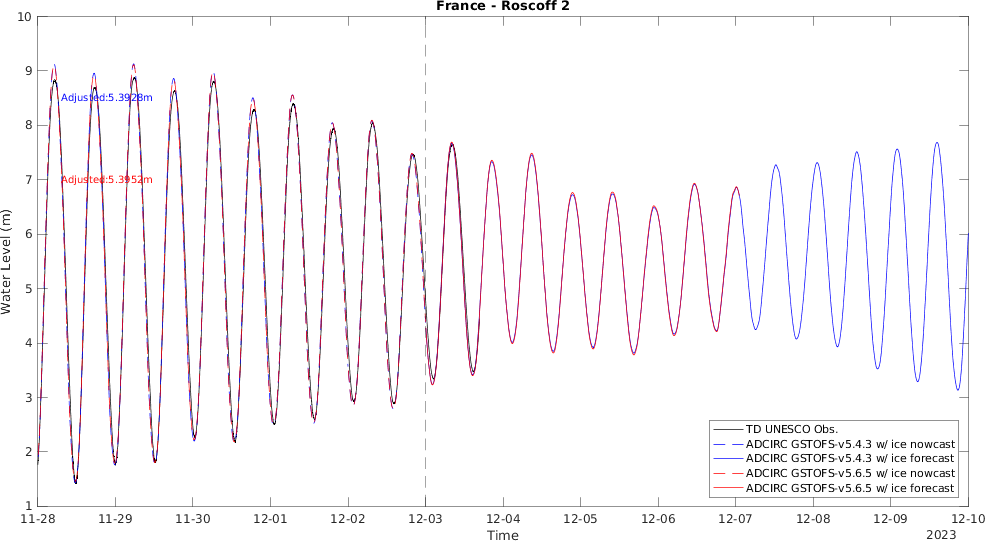 France - Roscoff 2
10
9
8
7
6
5
4
3
2
1
Water Level (m)
Adjusted:5.3928m
Adjusted:5.3952m
TD UNESCO Obs.
ADCIRC GSTOFS-v5.4.3 w/ ice nowcast
ADCIRC GSTOFS-v5.4.3 w/ ice forecast
ADCIRC GSTOFS-v5.6.5 w/ ice nowcast
ADCIRC GSTOFS-v5.6.5 w/ ice forecast
11-28 11-29 11-30 12-01 12-02 12-03 12-04 12-05 12-06 12-07 12-08 12-09 12-10
Time
2023